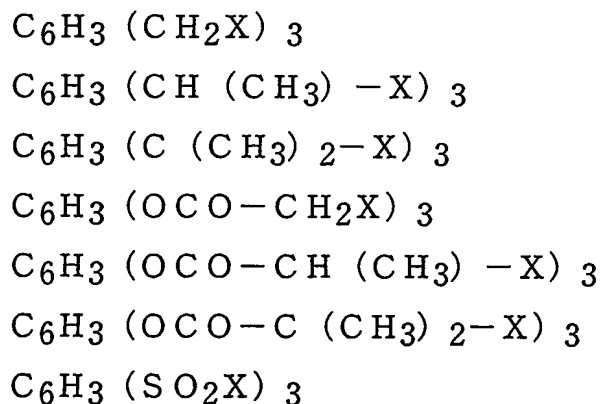 C₆H₃ (CH₂X) ₃
C₆H₃ (CH (CH₃) −X) ₃
C₆H₃ (C (CH₃) ₂−X) ₃
C₆H₃ (OCO−CH₂X) ₃
C₆H₃ (OCO−CH (CH₃) −X) ₃
C₆H₃ (OCO−C (CH₃) ₂−X) ₃
C₆H₃ (SO₂X) ₃